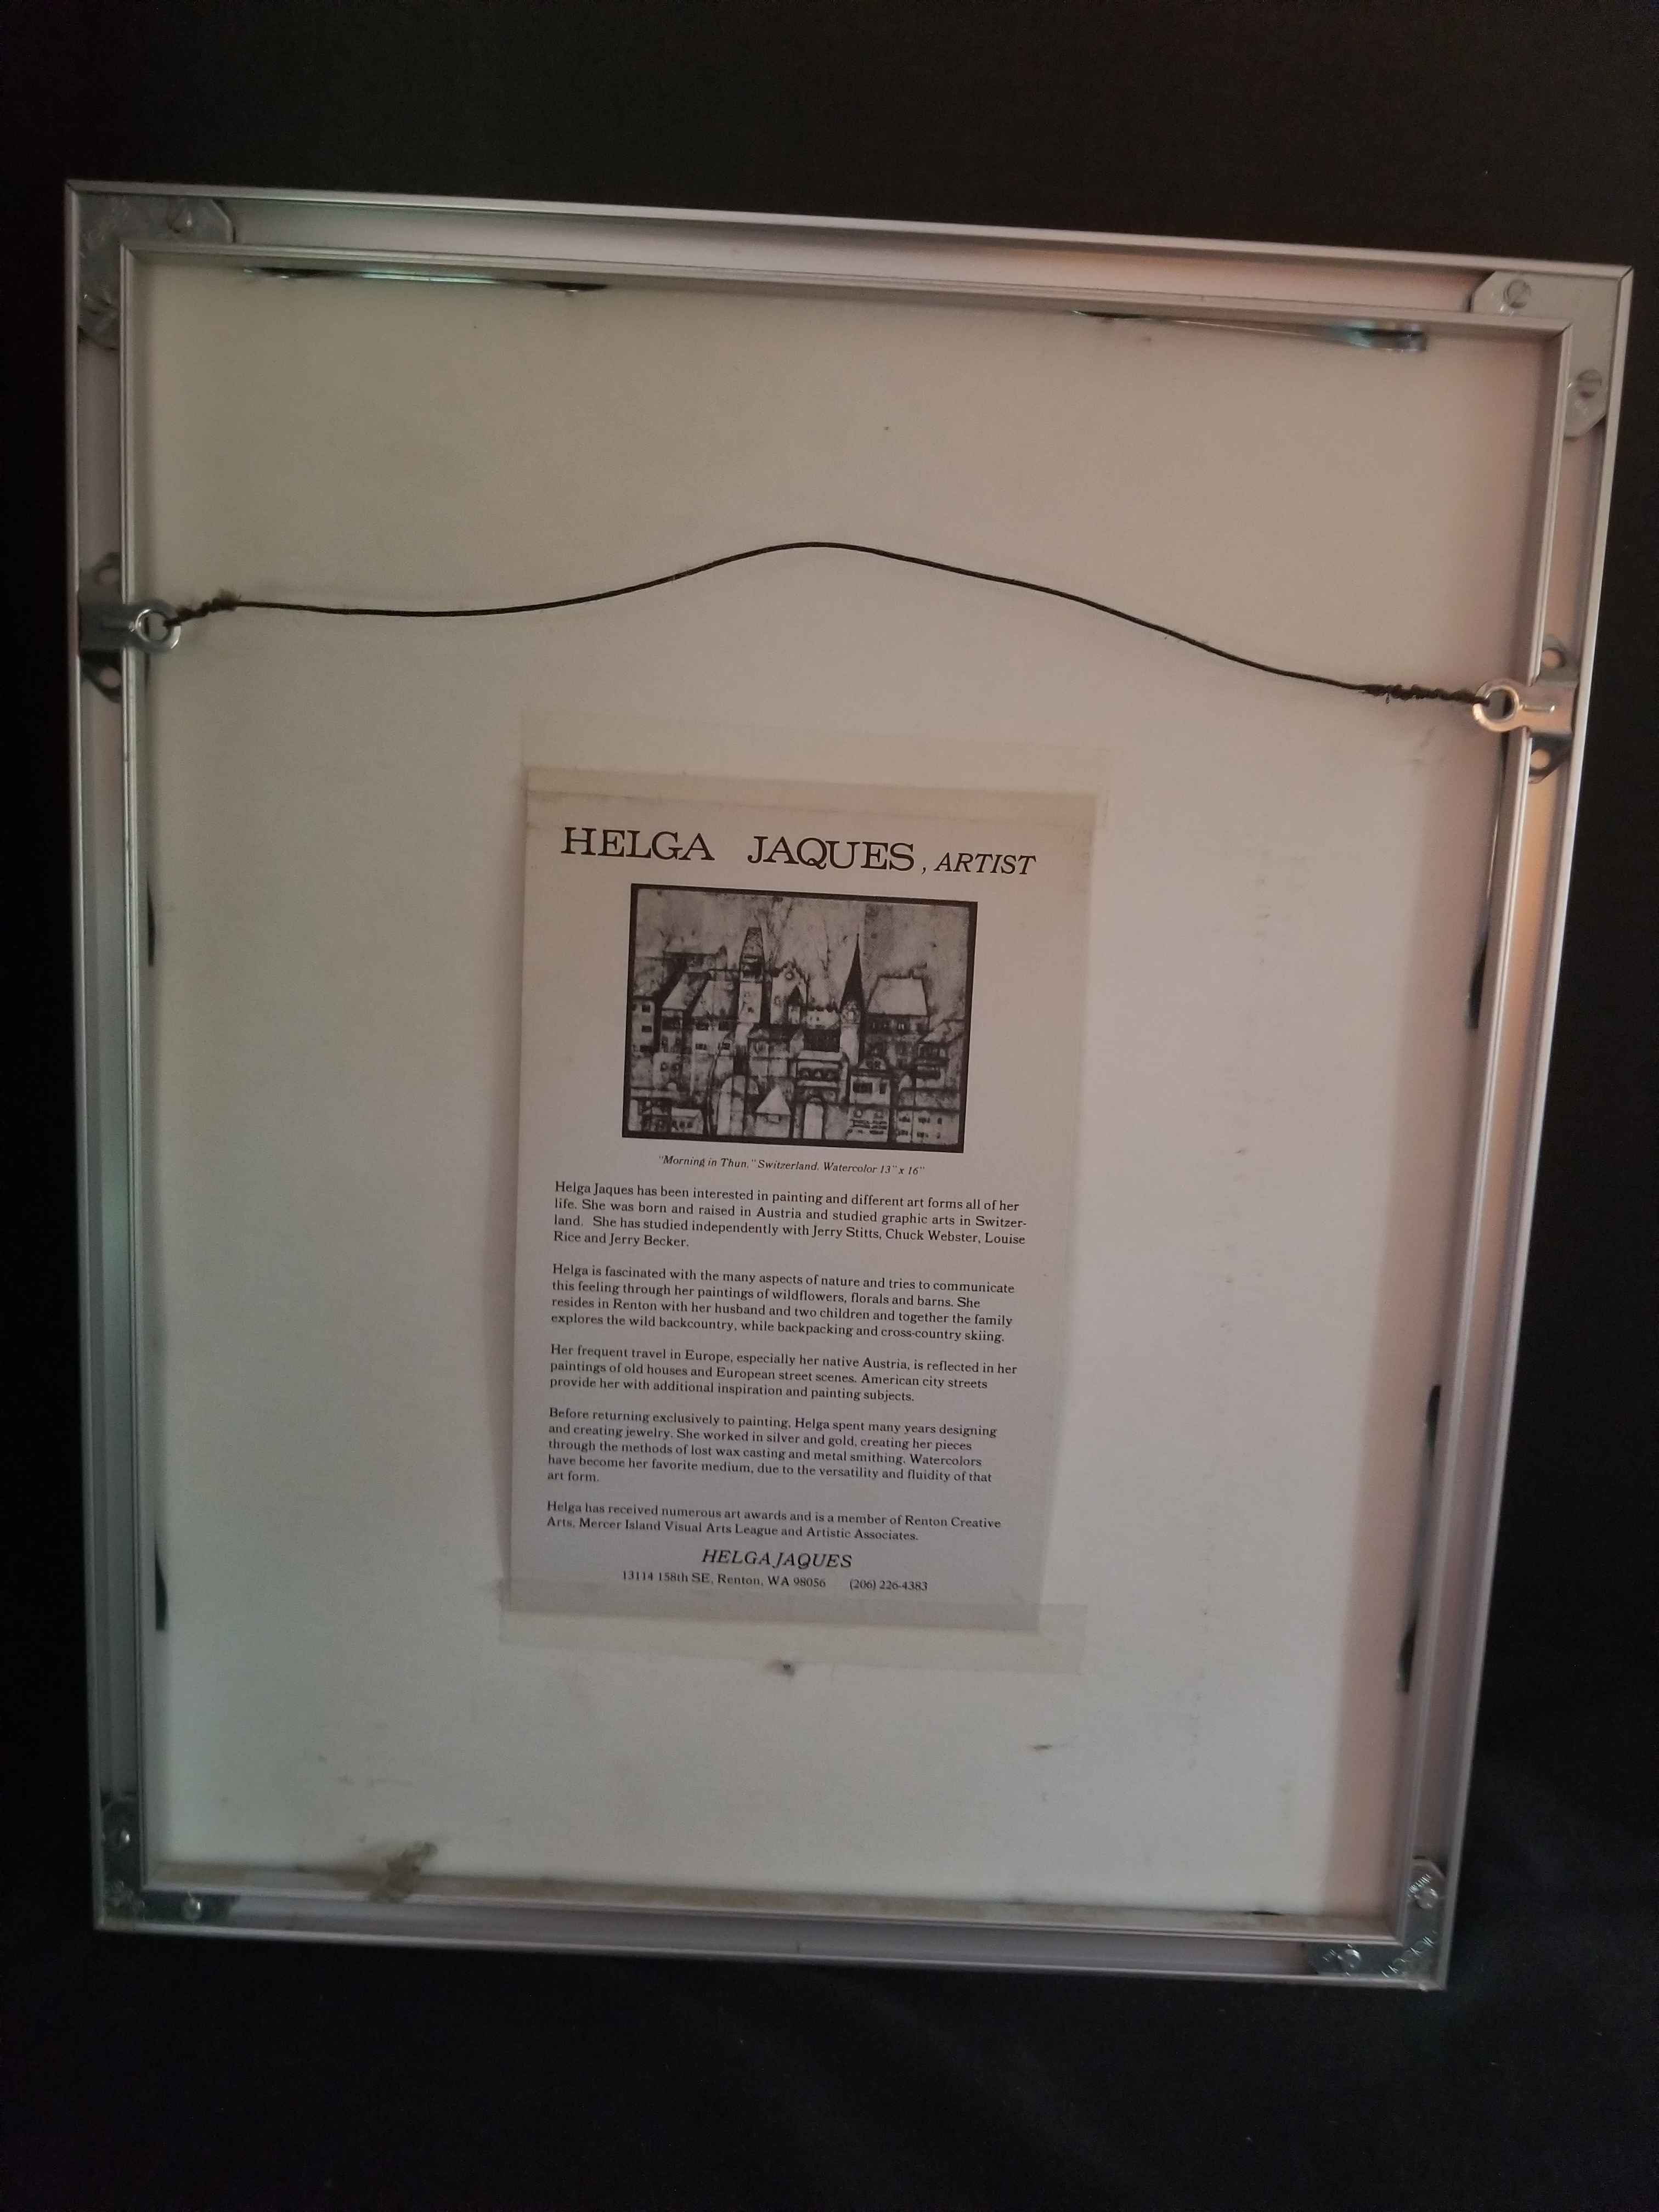 HELGA JAQUES, ARTIST
"Morning in Thun," Switzerland. Watercolor 13" x 16"
Helga Jaques has been interested in painting and different art forms all of her
life. She was born and raised in Austria and studied graphic arts in Switzer-
land. She has studied independently with Jerry Stitts, Chuck Webster, Louise
Rice and Jerry Becker.
Helga is fascinated with the many aspects of nature and tries to communicate
this feeling through her paintings of wildflowers, florals and barns. She
resides in Renton with her husband and two children and together the family
explores the wild backcountry, while backpacking and cross-country skiing.
Her frequent travel in Europe, especially her native Austria, is reflected in her
paintings of old houses and European street scenes. American city streets
provide her with additional inspiration and painting subjects.
Before returning exclusively to painting, Helga spent many years designing
and creating jewelry. She worked in silver and gold, creating her pieces
through the methods of lost wax casting and metal smithing. Watercolors
have become her favorite medium, due to the versatility and fluidity of that
art form.
Helga has received numerous art awards and is a member of Renton Creative
Arts, Mercer Island Visual Arts League and Artistic Associates.
HELGA JAQUES
13114 158th SE, Renton, WA 98056 (206) 226-4383